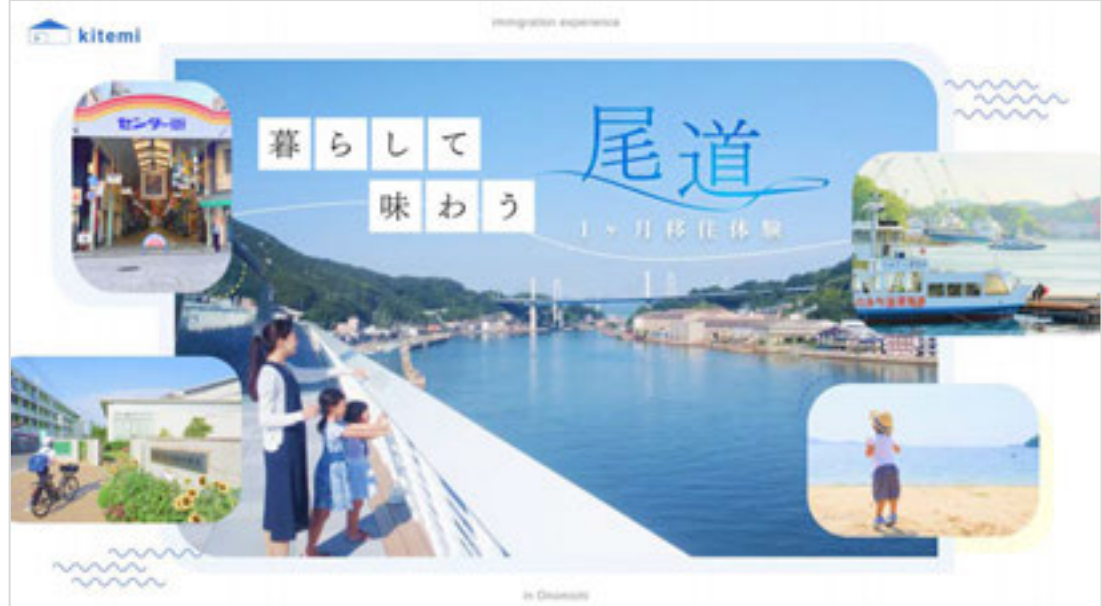 immigration experience
kitemi
センター街
暮らして
味わう
尾道
1ヶ月移住体験
in Onomichi